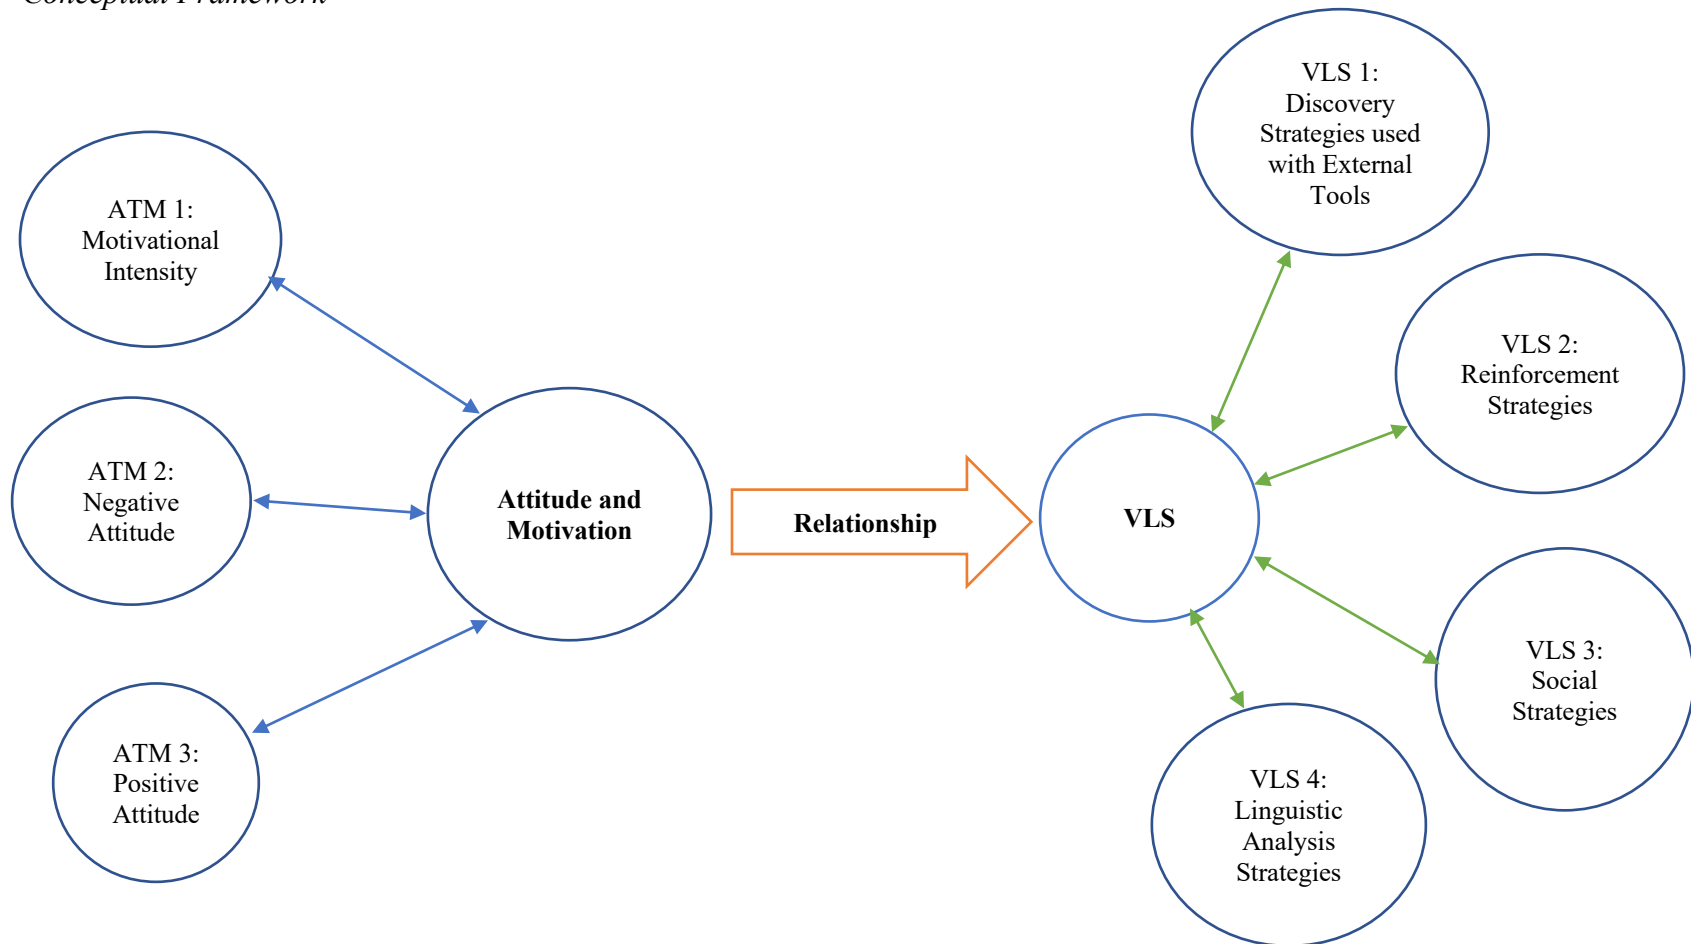 Conceptual Framework
ATM 1:
Motivational
Intensity
ATM 2:
Negative
Attitude
ATM 3:
Positive
Attitude
Attitude and
Motivation
Relationship
VLS
VLS 1:
Discovery
Strategies used
with External
Tools
VLS 2:
Reinforcement
Strategies
VLS 3:
Social
Strategies
VLS 4:
Linguistic
Analysis
Strategies